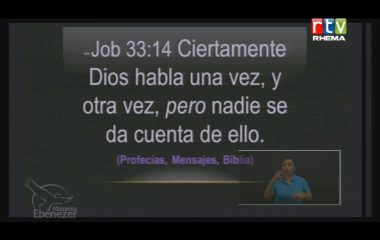 rtv
RHEMA
Job 33:14 Ciertamente
Dios habla una vez, y
otra vez, pero nadie se
da cuenta de ello.
(Profecias, Mensajes, Biblia)
Ministerios
Ebenezer